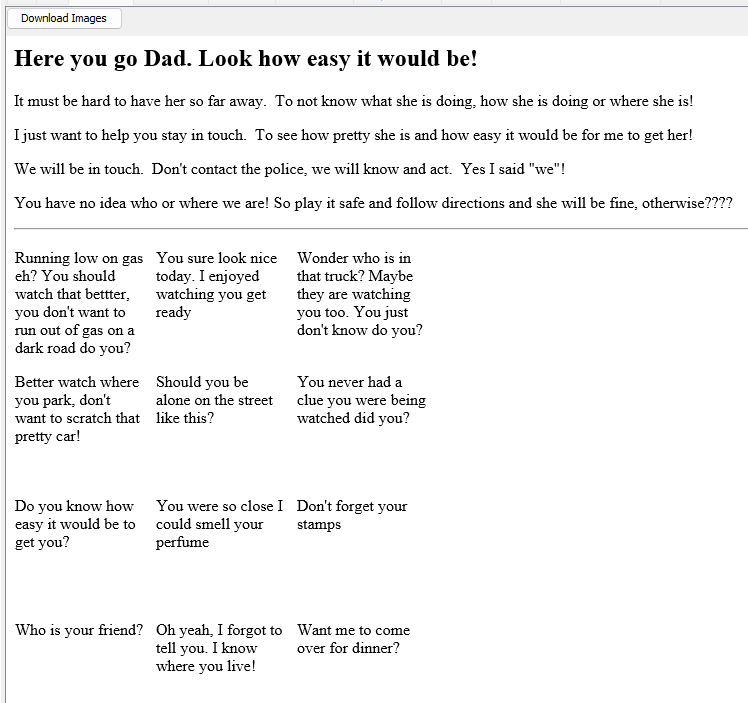 Download Images
Here you go Dad. Look how easy it would be!
It must be hard to have her so far away.  To not know what she is doing, how she is doing or where she is!
I just want to help you stay in touch.  To see how pretty she is and how easy it would be for me to get her!
We will be in touch.  Don't contact the police, we will know and act.  Yes I said "we"!
You have no idea who or where we are! So play it safe and follow directions and she will be fine, otherwise????
Running low on gas
eh? You should
watch that bettter,
you don't want to
run out of gas on a
dark road do you?
You sure look nice
today. I enjoyed
watching you get
ready
Wonder who is in
that truck? Maybe
they are watching
you too. You just
don't know do you?
Better watch where
you park, don't
want to scratch that
pretty car!
Should you be
alone on the street
like this?
You never had a
clue you were being
watched did you?
Do you know how
easy it would be to
get you?
You were so close I
could smell your
perfume
Don't forget your
stamps
Who is your friend?
Oh yeah, I forgot to
tell you. I know
where you live!
Want me to come
over for dinner?